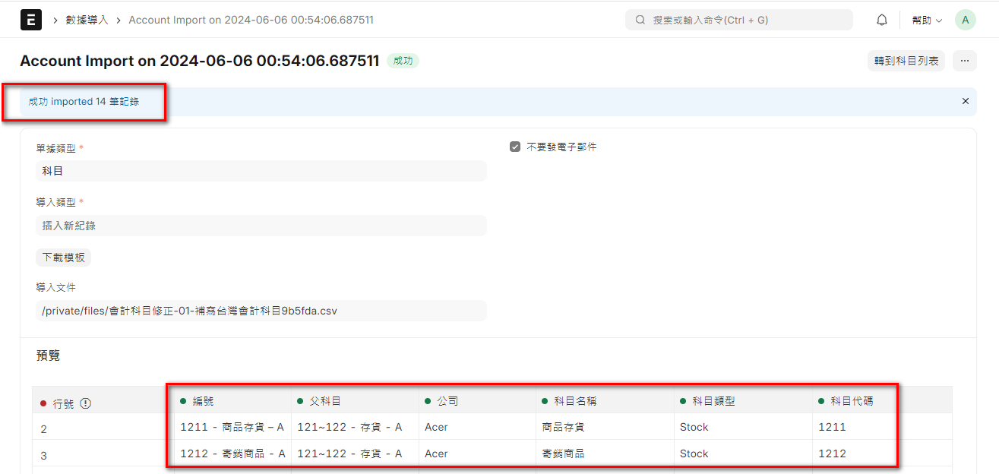 E > 數據導入 > Account Import on 2024-06-06 00:54:06.687511 搜索或輸入命令(Ctrl + G) 幫助 A
Account Import on 2024-06-06 00:54:06.687511 成功 轉到科目列表 ...
成功 imported 14 筆記錄
單據類型 * 不要發電子郵件
科目
導入類型 *
插入新紀錄
下載模板
導入文件
/private/files/會計科目修正-01-補寫台灣會計科目9b5fda.csv
預覽
行號 編號 父科目 公司 科目名稱 科目類型 科目代碼
2 1211 - 商品存貨 – A 121~122 - 存貨 - A Acer 商品存貨 Stock 1211
3 1212 - 寄銷商品 - A 121~122 - 存貨 - A Acer 寄銷商品 Stock 1212